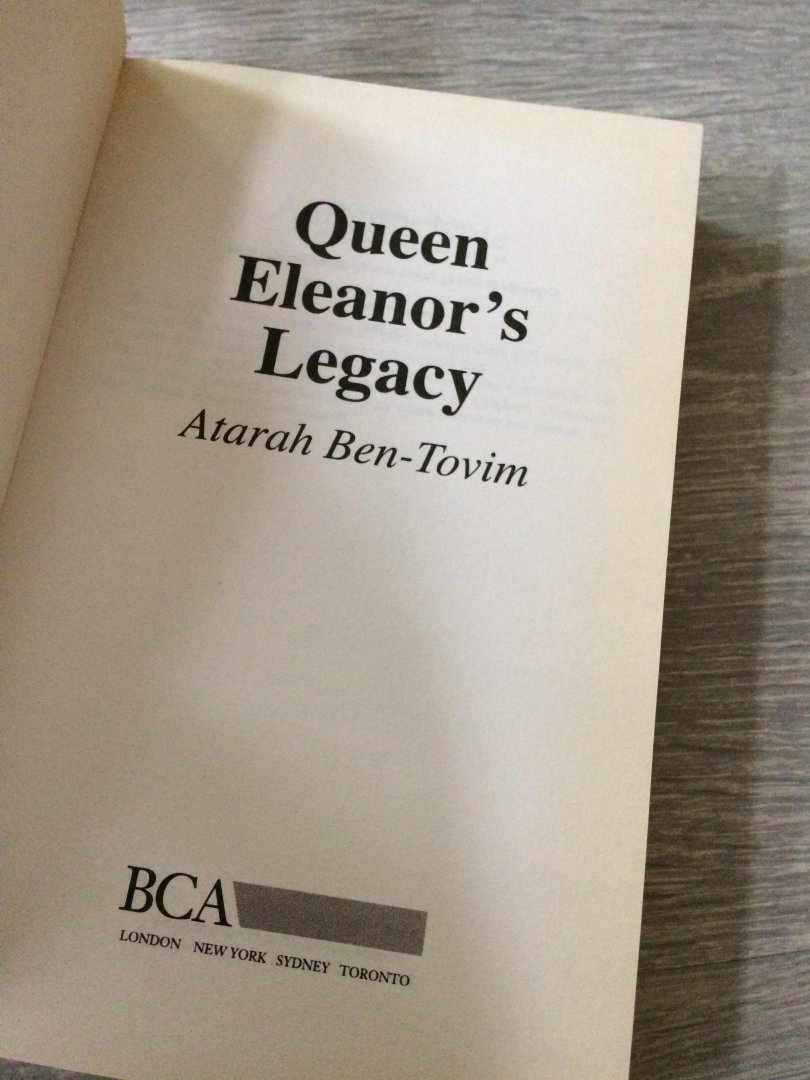 Queen
Eleanor's
Legacy
Atarah Ben-Tovim
BCA
LONDON NEW YORK SYDNEY TORONTO